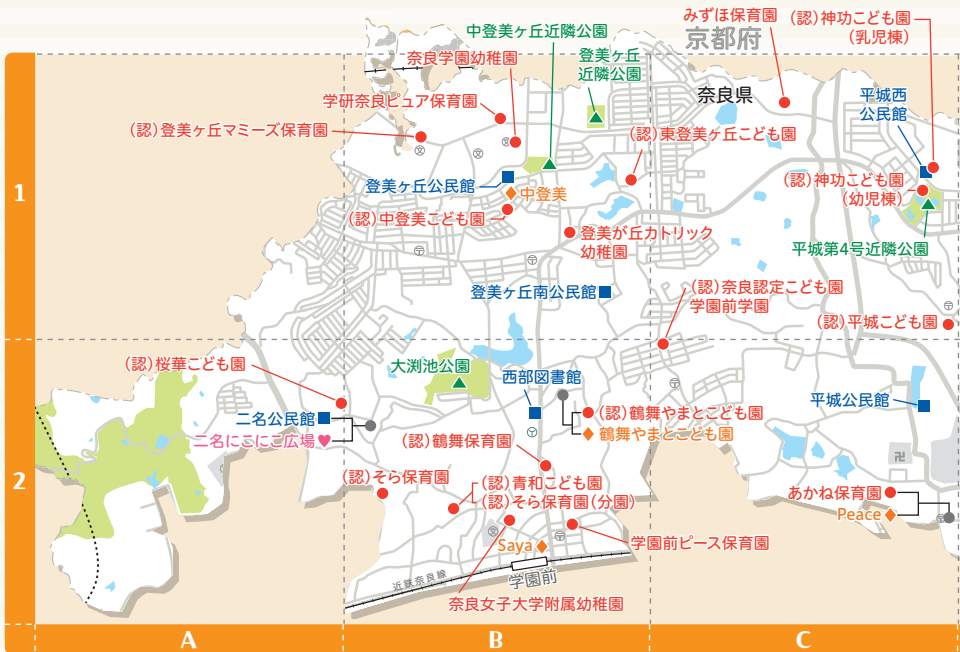 みずほ保育園
(認)神功こども園
(乳児棟)
中登美ヶ丘近隣公園
京都府
奈良学園幼稚園
登美ヶ丘
近隣公園
奈良県
平城西
公民館
学研奈良ピュア保育園
(認)登美ヶ丘マミーズ保育園
(認)東登美ヶ丘こども園
登美ヶ丘公民館
中登美
(認)神功こども園
(幼児棟)
1
(認)中登美こども園
登美が丘カトリック
幼稚園
平城第4号近隣公園
登美ヶ丘南公民館
(認)奈良認定こども園
学園前学園
(認)平城こども園
(認)桜華こども園
大渕池公園
西部図書館
平城公民館
二名公民館
(認)鶴舞やまとこども園
二名にこにこ広場
(認)鶴舞保育園
鶴舞やまとこども園
卍
2
(認)そら保育園
(認)青和こども園
(認)そら保育園(分園)
あかね保育園
Peace
Saya
学園前ピース保育園
近鉄奈良線
学園前
奈良女子大学附属幼稚園
A
B
C